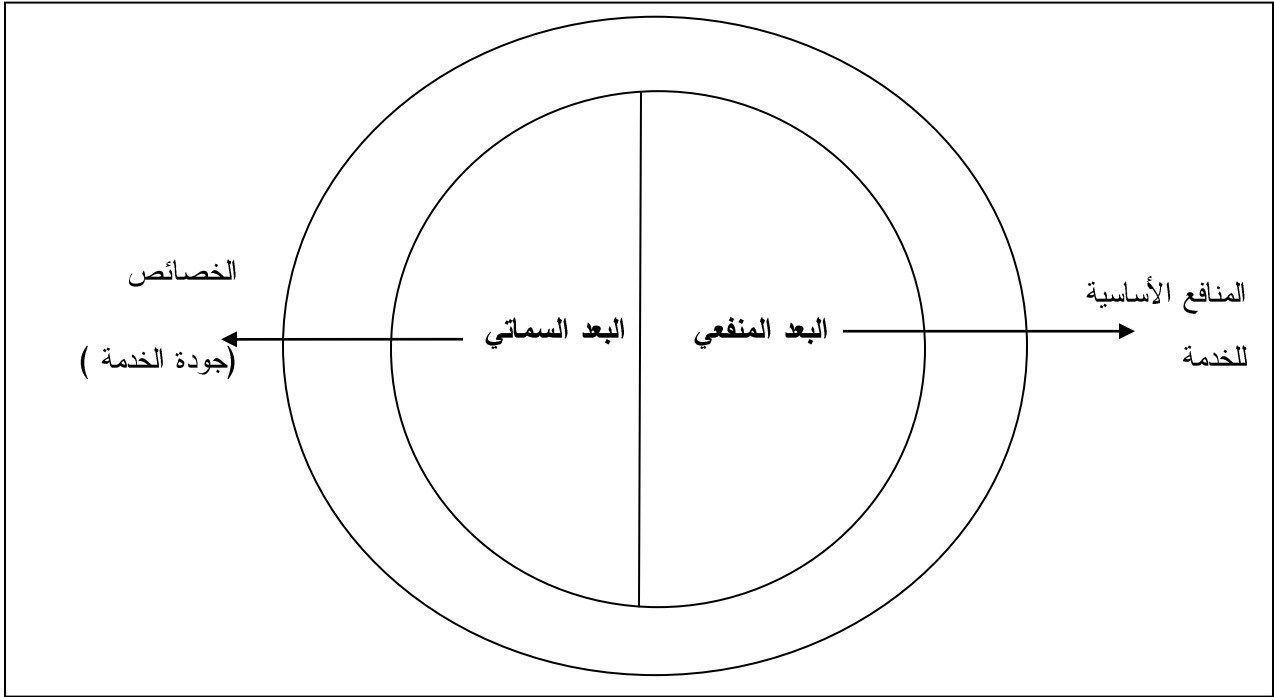 المنافع الأساسية
للخدمة
البعد المنفعي
البعد السماتي
الخصائص
(جودة الخدمة )